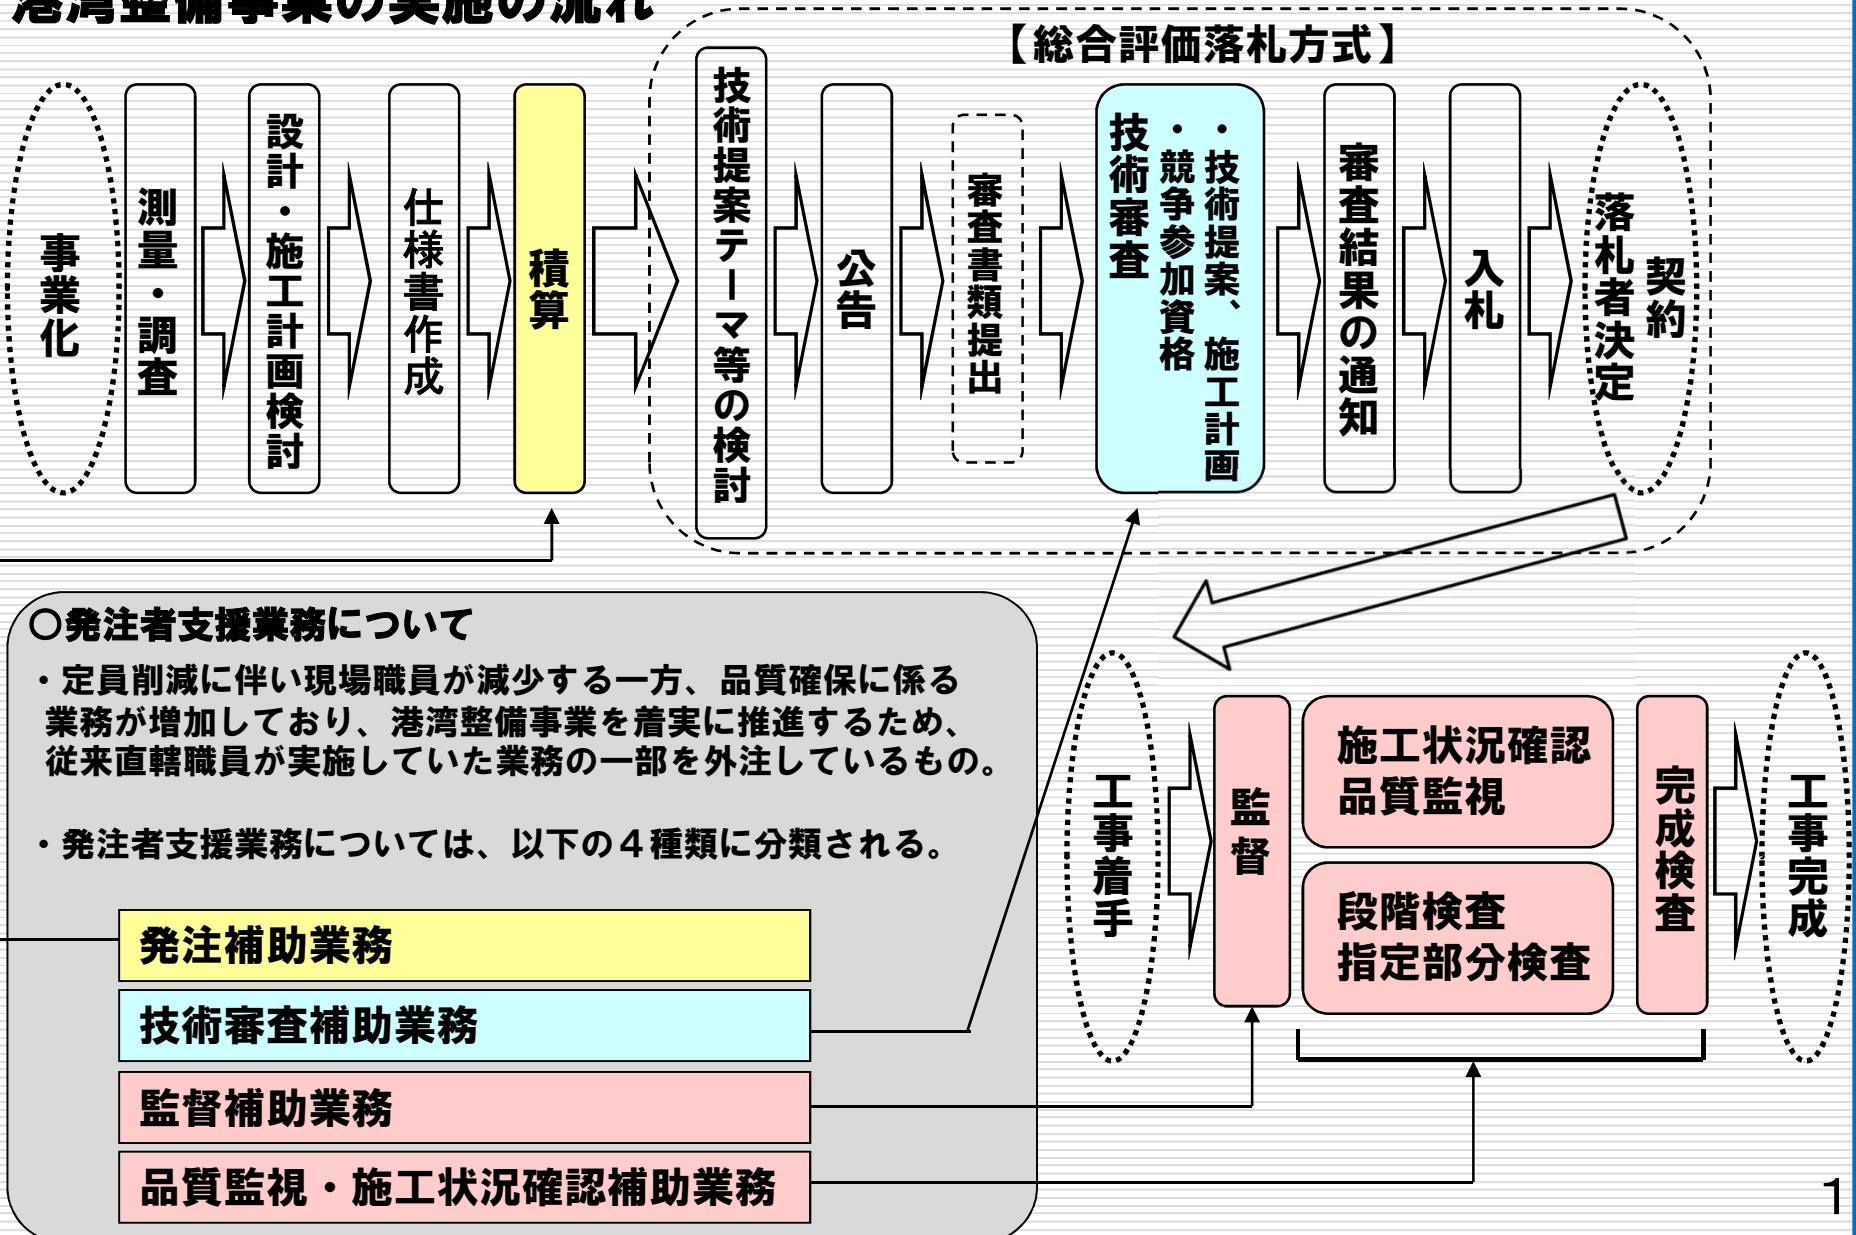 港湾整備事業の実施の流れ
【総合評価落札方式】
事業化
測量・調査
設計・施工計画検討
仕様書作成
積算
技術提案テーマ等の検討
公告
審査書類提出
技術審査
・競争参加資格
・技術提案、施工計画
審査結果の通知
入札
落札者決定
契約
〇発注者支援業務について
・定員削減に伴い現場職員が減少する一方、品質確保に係る
業務が増加しており、港湾整備事業を着実に推進するため、
従来直轄職員が実施していた業務の一部を外注しているもの。
・発注者支援業務については、以下の４種類に分類される。
発注補助業務
技術審査補助業務
監督補助業務
品質監視・施工状況確認補助業務
工事着手
監督
施工状況確認
品質監視
段階検査
指定部分検査
完成検査
工事完成
1